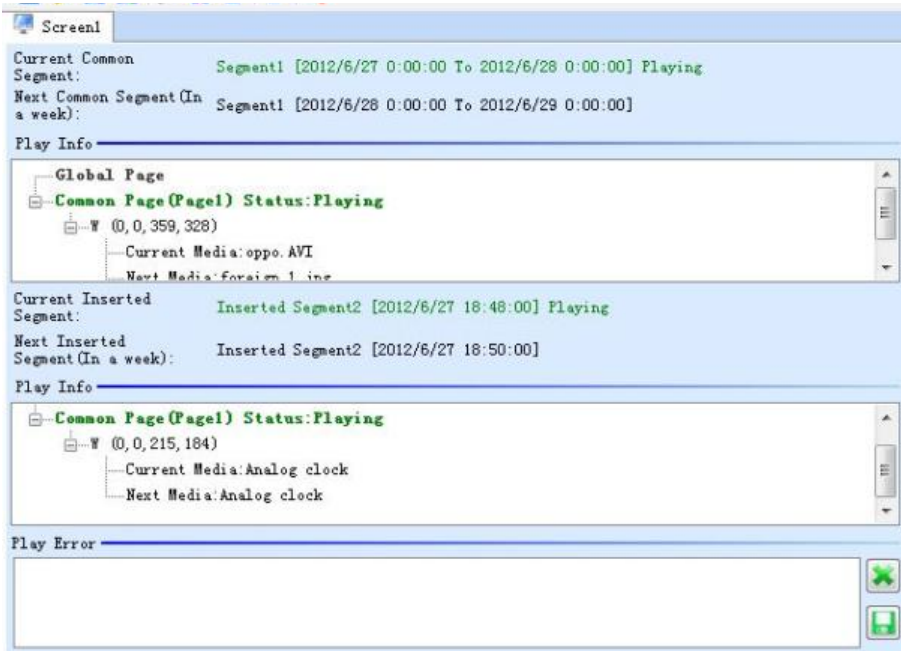 Screen1
Current Common
Segment:
Segment1 [2012/6/27 0:00:00 To 2012/6/28 0:00:00] Playing
Next Common Segment(In
a week):
Segment1 [2012/6/28 0:00:00 To 2012/6/29 0:00:00]
Play Info
Global Page
Common Page(Page1) Status:Playing
W (0,0,359,328)
Current Media:oppo.AVI
Next Media:foreign 1
Current Inserted
Segment:
Inserted Segment2 [2012/6/27 18:48:00] Playing
Next Inserted
Segment(In a week):
Inserted Segment2 [2012/6/27 18:50:00]
Play Info
Common Page(Page1) Status:Playing
W (0,0,215,184)
Current Media:Analog clock
Next Media:Analog clock
Play Error